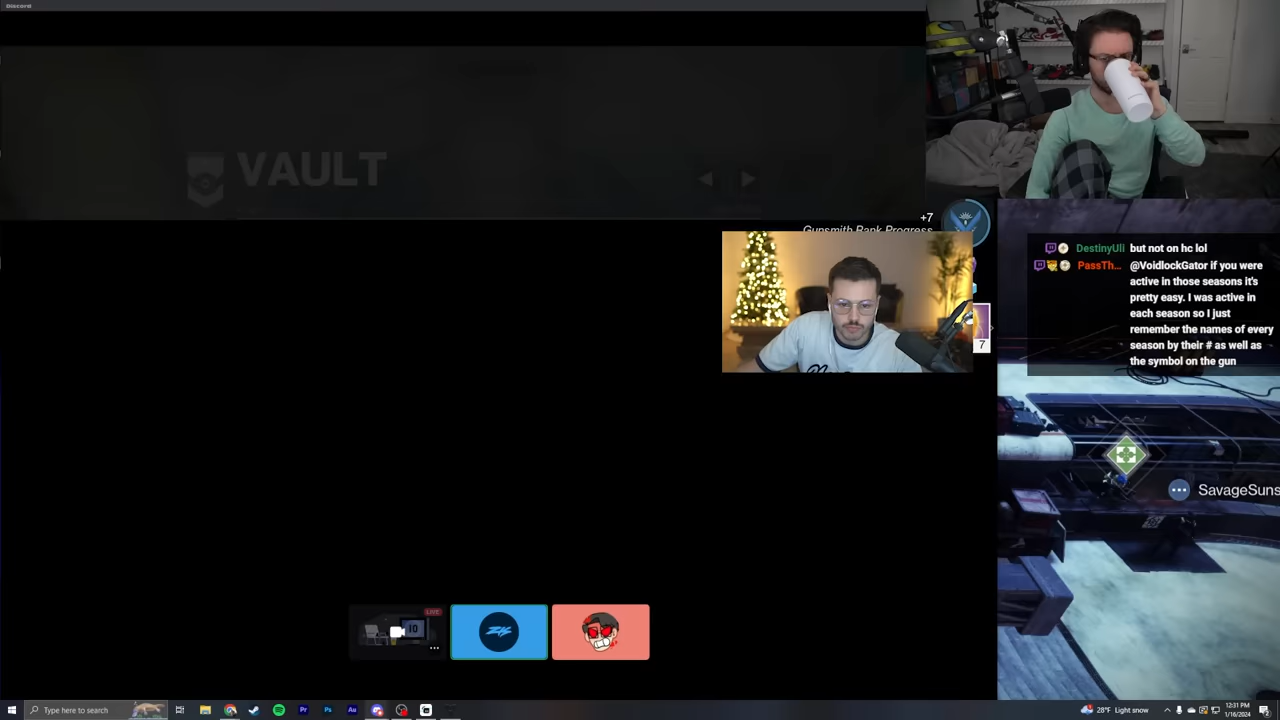 Discord
VAULT
+7
Gunsmith Rank Progress
7
DestinyUll but not on hc lol
PassTh... @VoidlockGator if you were
active in those seasons it's
pretty easy. I was active in
each season so I just
remember the names of every
season by their # as well as
the symbol on the gun
SavageSuns
LIVE
Type here to search
28°F Light snow
12:31 PM
1/16/2024